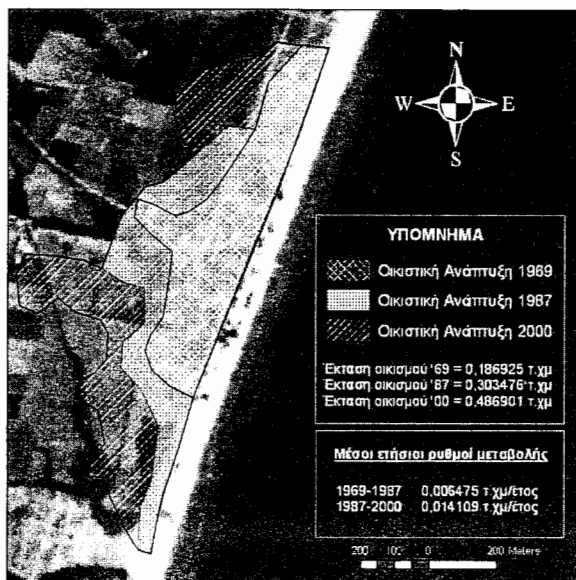 N
W E
S
ΥΠΟΜΝΗΜΑ
Οικιστική Ανάπτυξη 1969
Οικιστική Ανάπτυξη 1987
Οικιστική Ανάπτυξη 2000
Έκταση οικισμού '69 = 0,186925 τ.χμ
Έκταση οικισμού '87 = 0,303476 τ.χμ
Έκταση οικισμού '00 = 0,486901 τ.χμ
Μέσοι ετήσιοι ρυθμοί μεταβολής
1969-1987 0,006475 τ.χμ/έτος
1987-2000 0,014109 τ.χμ/έτος
200 100 0 200 Meters